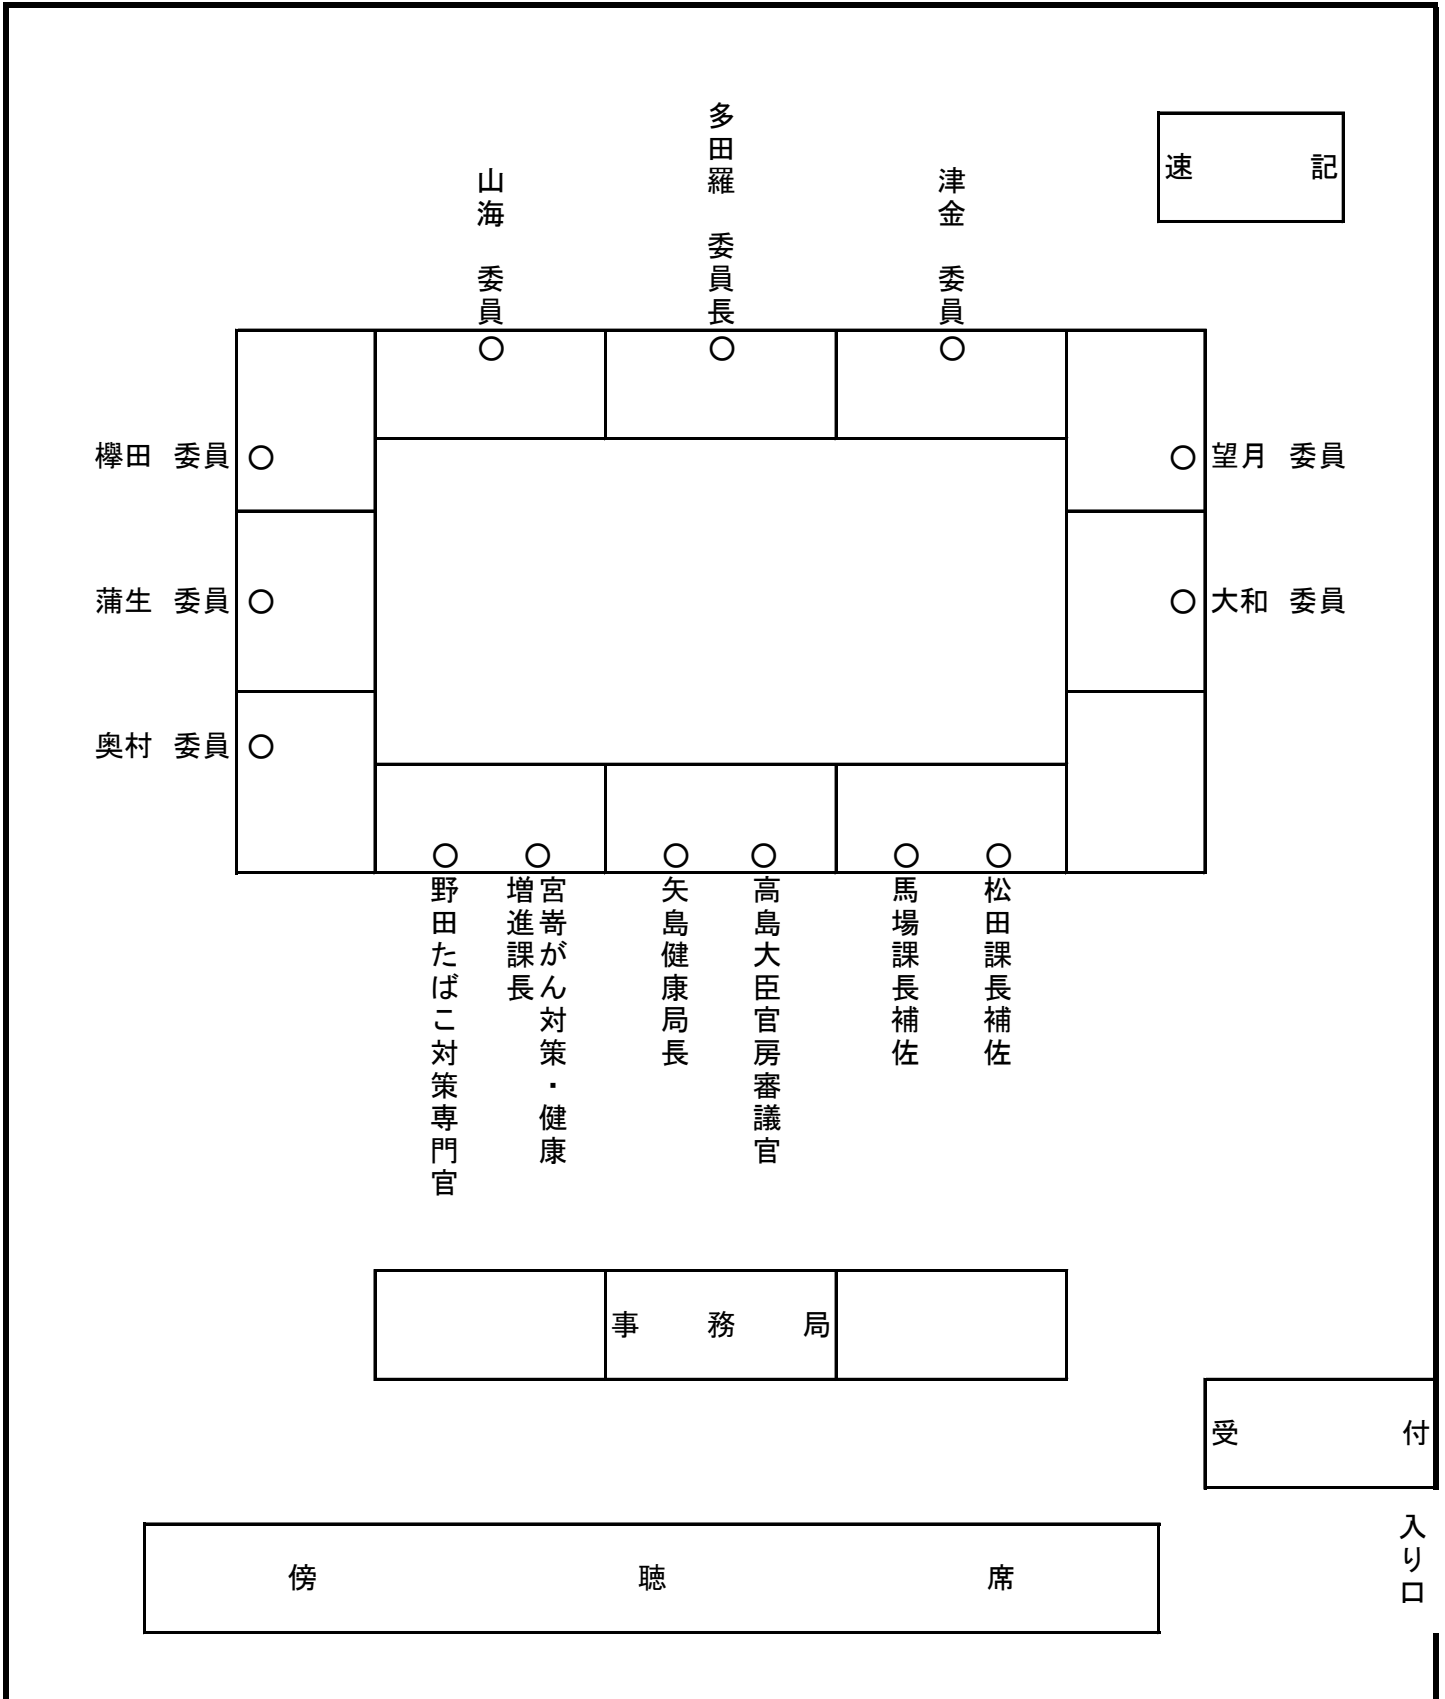 速　記
多田羅　委員長
山海　委員
津金　委員
○
○
○
欅田　委員 ○
○ 望月　委員
蒲生　委員 ○
○ 大和　委員
奥村　委員 ○
○
○
○
○
○
○
野田たばこ対策専門官
宮嵜がん対策・健康
増進課長
矢島健康局長
高島大臣官房審議官
馬場課長補佐
松田課長補佐
事　務　局
受　付
入り口
傍　聴　席